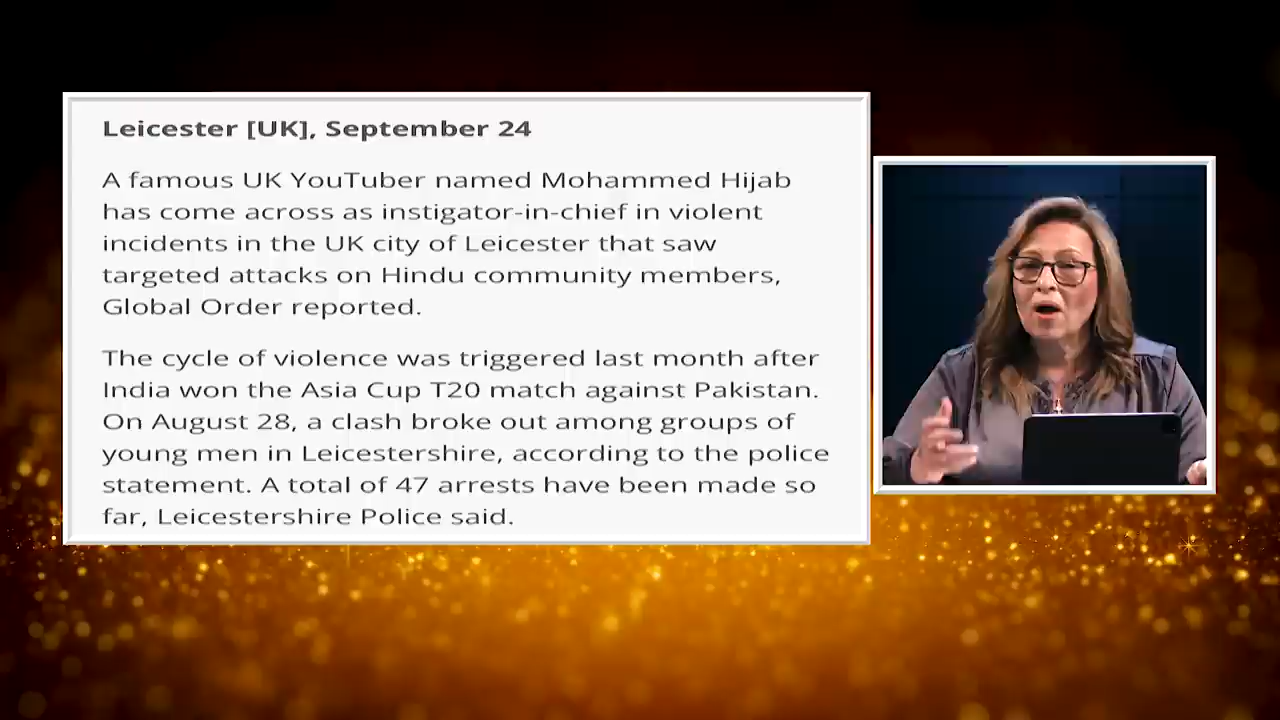 Leicester [UK], September 24
A famous UK YouTuber named Mohammed Hijab
has come across as instigator-in-chief in violent
incidents in the UK city of Leicester that saw
targeted attacks on Hindu community members,
Global Order reported.
The cycle of violence was triggered last month after
India won the Asia Cup T20 match against Pakistan.
On August 28, a clash broke out among groups of
young men in Leicestershire, according to the police
statement. A total of 47 arrests have been made so
far, Leicestershire Police said.